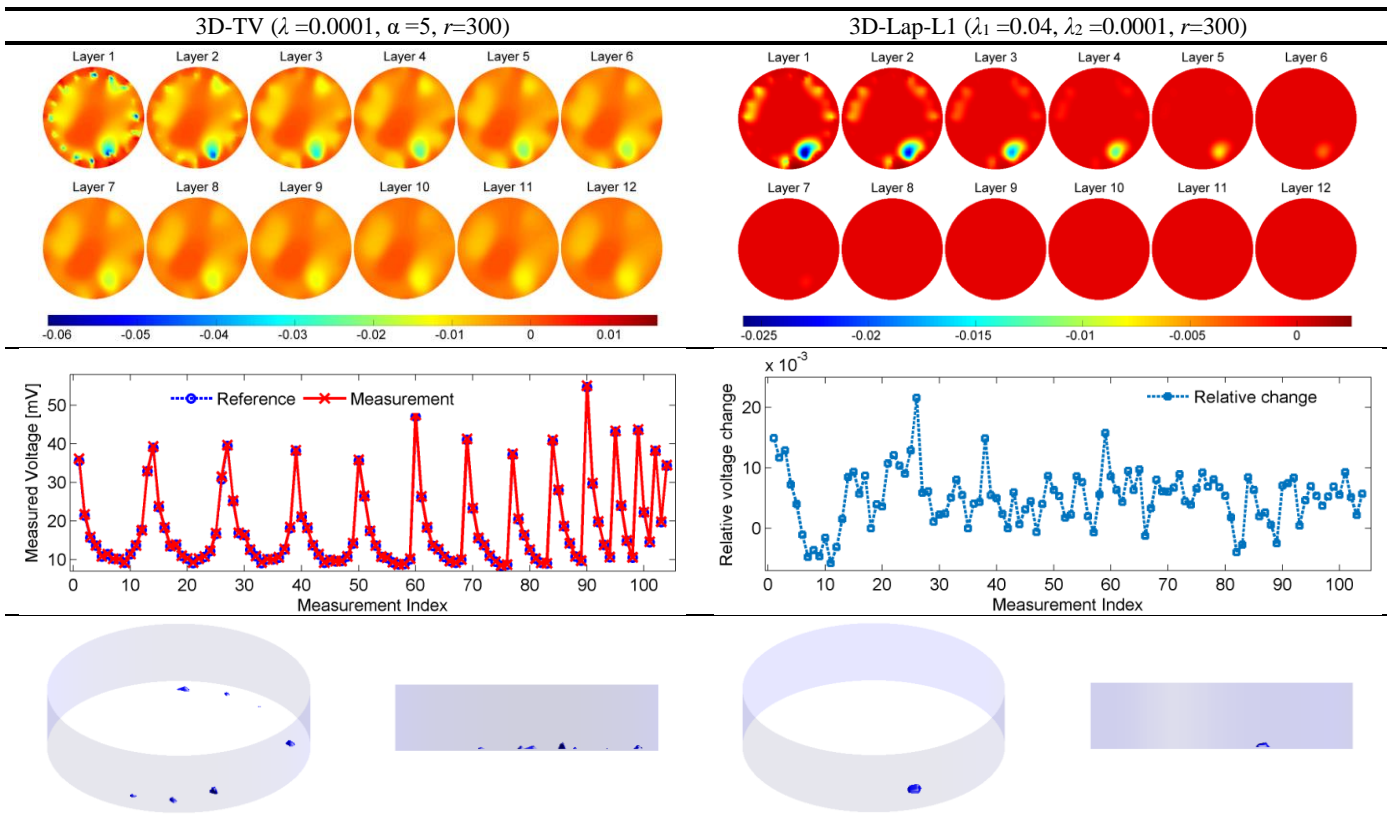 3D-TV (λ =0.0001, α =5, r=300)
3D-Lap-L1 (λ1 =0.04, λ2 =0.0001, r=300)
Layer 1 Layer 2 Layer 3 Layer 4 Layer 5 Layer 6
Layer 7 Layer 8 Layer 9 Layer 10 Layer 11 Layer 12
-0.06 -0.05 -0.04 -0.03 -0.02 -0.01 0 0.01
Layer 1 Layer 2 Layer 3 Layer 4 Layer 5 Layer 6
Layer 7 Layer 8 Layer 9 Layer 10 Layer 11 Layer 12
-0.025 -0.02 -0.015 -0.01 -0.005 0
Measured Voltage [mV]
50
40
30
20
10
Reference Measurement
0 10 20 30 40 50 60 70 80 90 100
Measurement Index
x 10-3
Relative voltage change
20
10
0
Relative change
0 10 20 30 40 50 60 70 80 90 100
Measurement Index